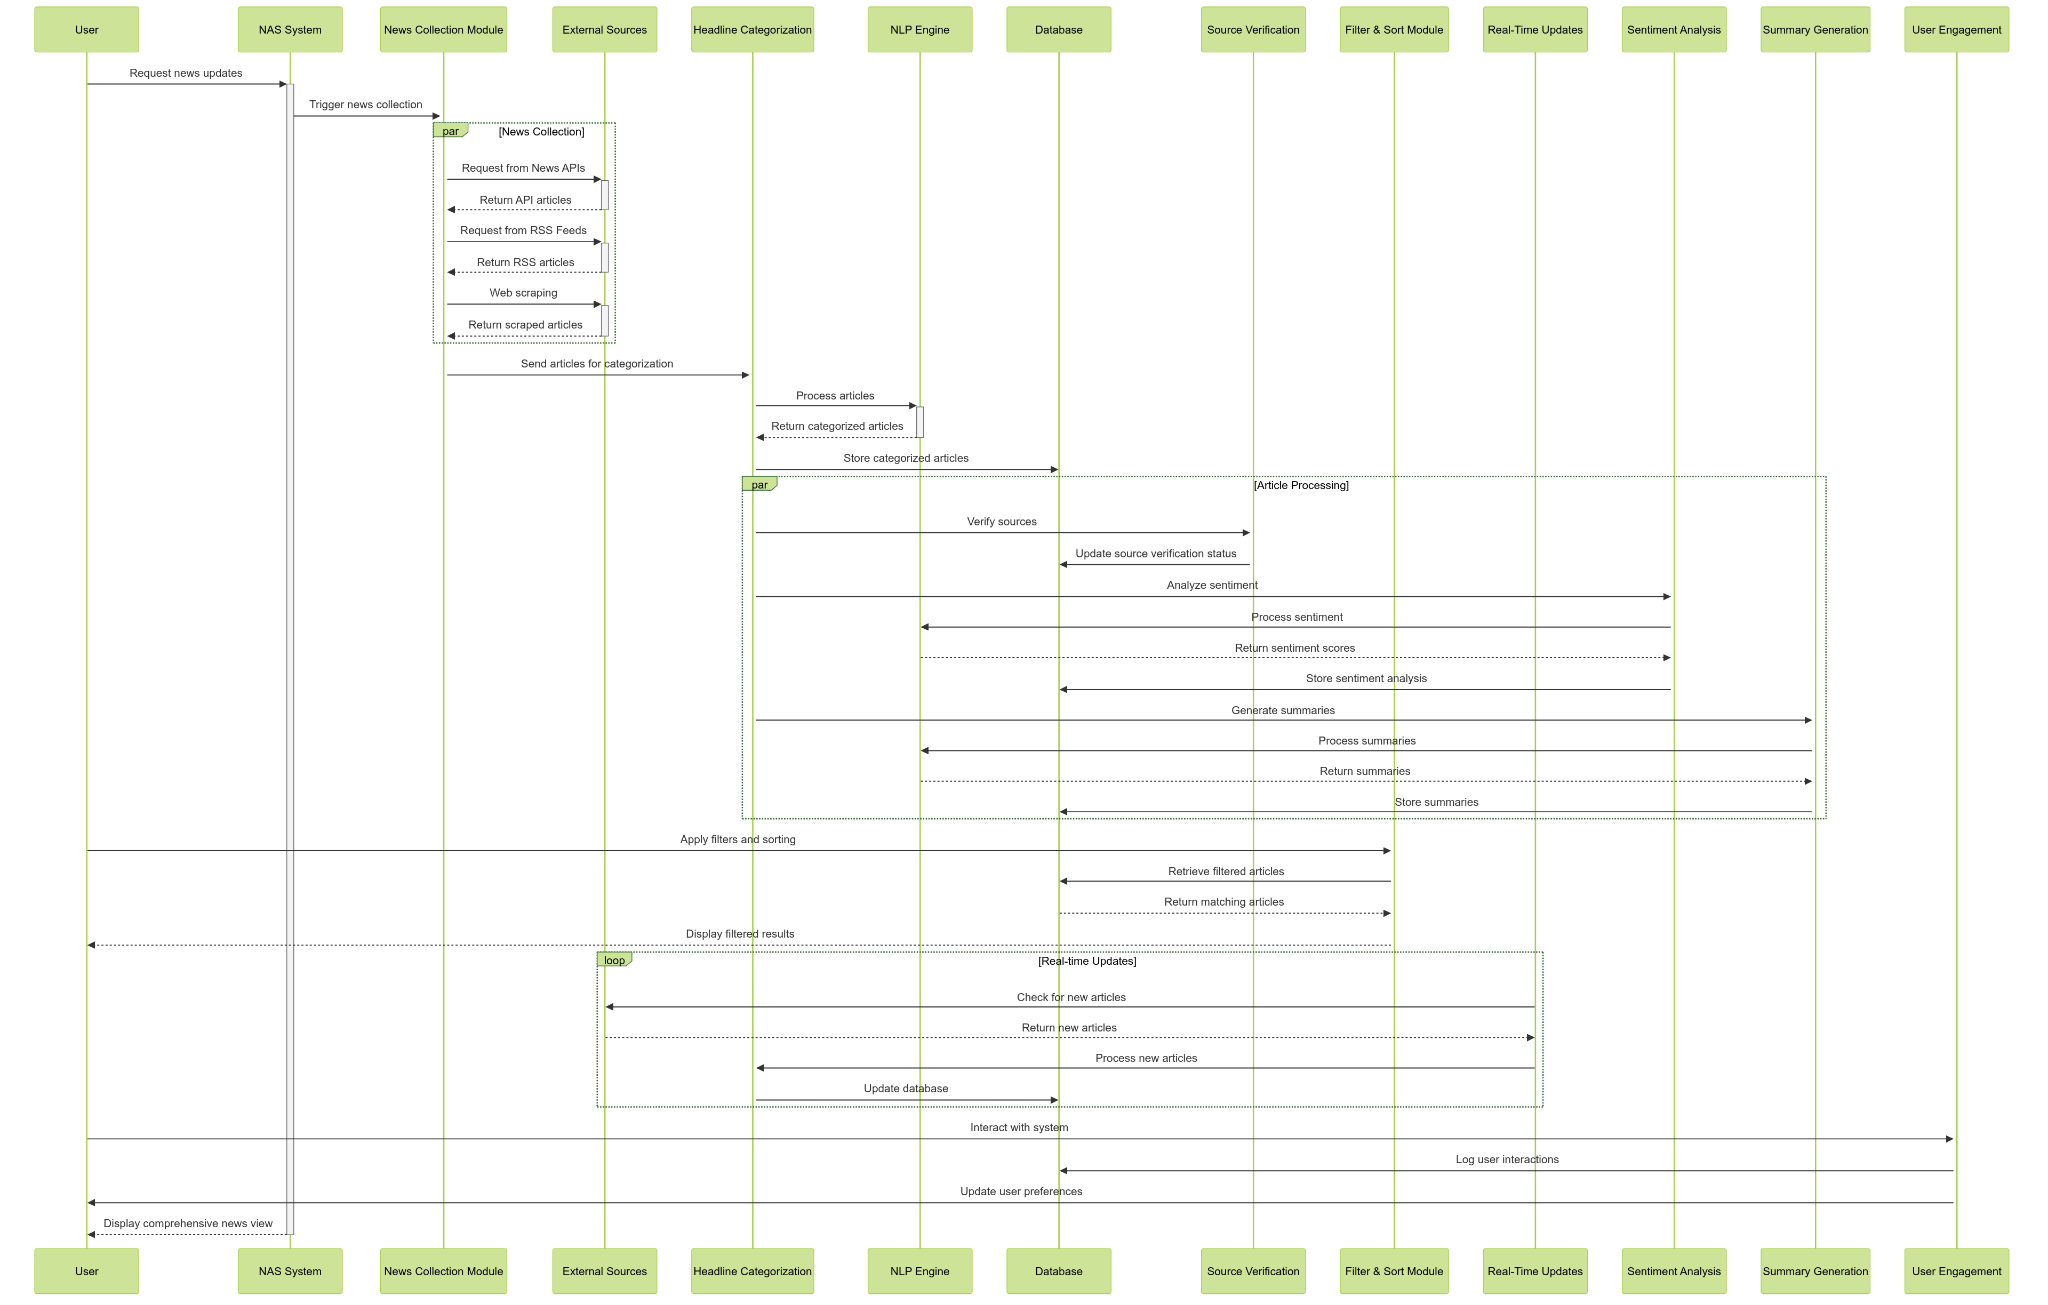 User
NAS System
News Collection Module
External Sources
Headline Categorization
NLP Engine
Database
Source Verification
Filter & Sort Module
Real-Time Updates
Sentiment Analysis
Summary Generation
User Engagement
Request news updates
Trigger news collection
par
[News Collection]
Request from News APIs
Return API articles
Request from RSS Feeds
Return RSS articles
Web scraping
Return scraped articles
Send articles for categorization
Process articles
Return categorized articles
Store categorized articles
par
[Article Processing]
Verify sources
Update source verification status
Analyze sentiment
Process sentiment
Return sentiment scores
Store sentiment analysis
Generate summaries
Process summaries
Return summaries
Store summaries
Apply filters and sorting
Retrieve filtered articles
Return matching articles
Display filtered results
loop
[Real-time Updates]
Check for new articles
Return new articles
Process new articles
Update database
Interact with system
Log user interactions
Update user preferences
Display comprehensive news view
User
NAS System
News Collection Module
External Sources
Headline Categorization
NLP Engine
Database
Source Verification
Filter & Sort Module
Real-Time Updates
Sentiment Analysis
Summary Generation
User Engagement